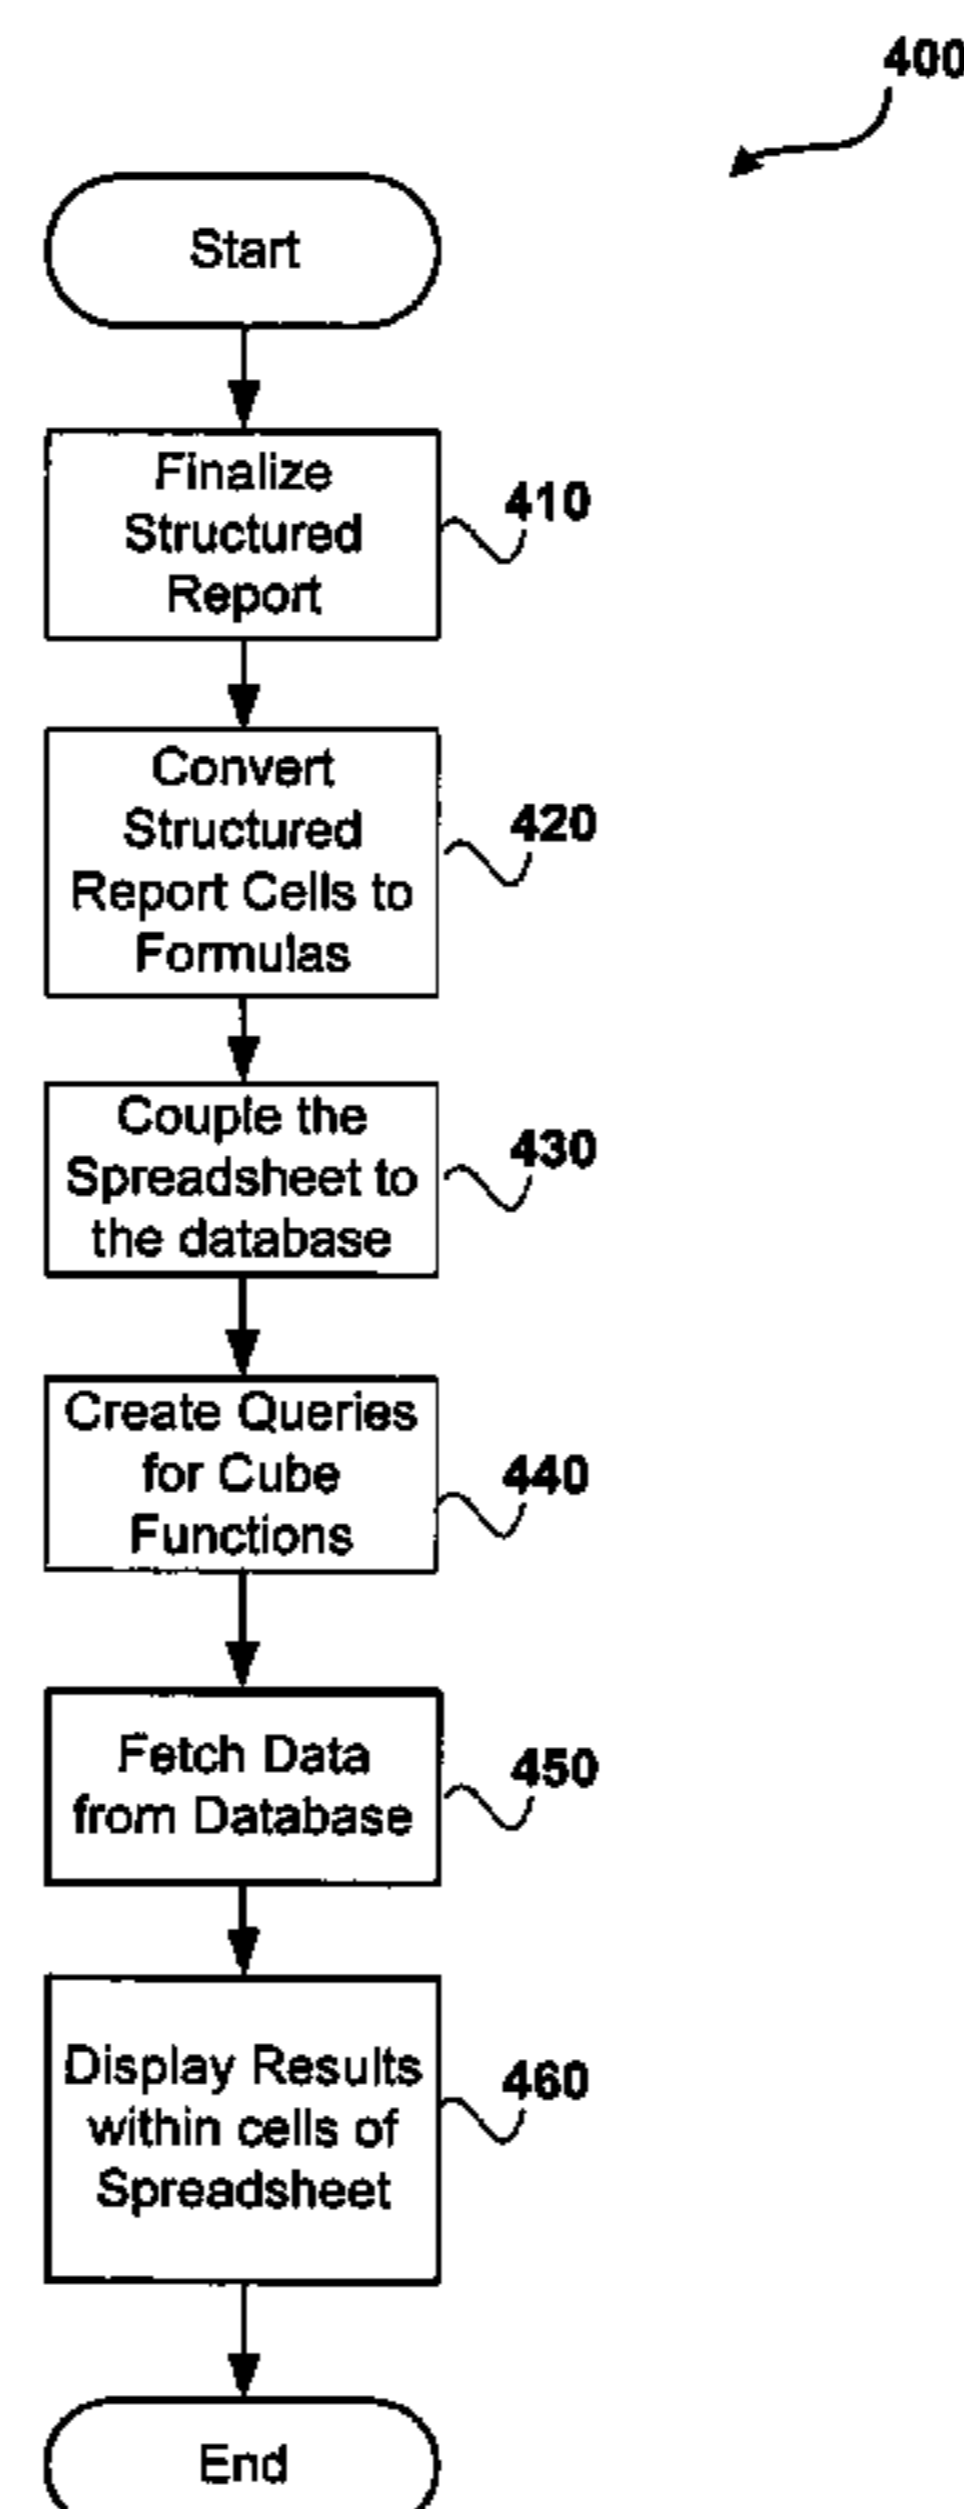 400
Start
Finalize
Structured
Report
410
Convert
Structured
Report Cells to
Formulas
420
Couple the
Spreadsheet to
the database
430
Create Queries
for Cube
Functions
440
Fetch Data
from Database
450
Display Results
within cells of
Spreadsheet
460
End